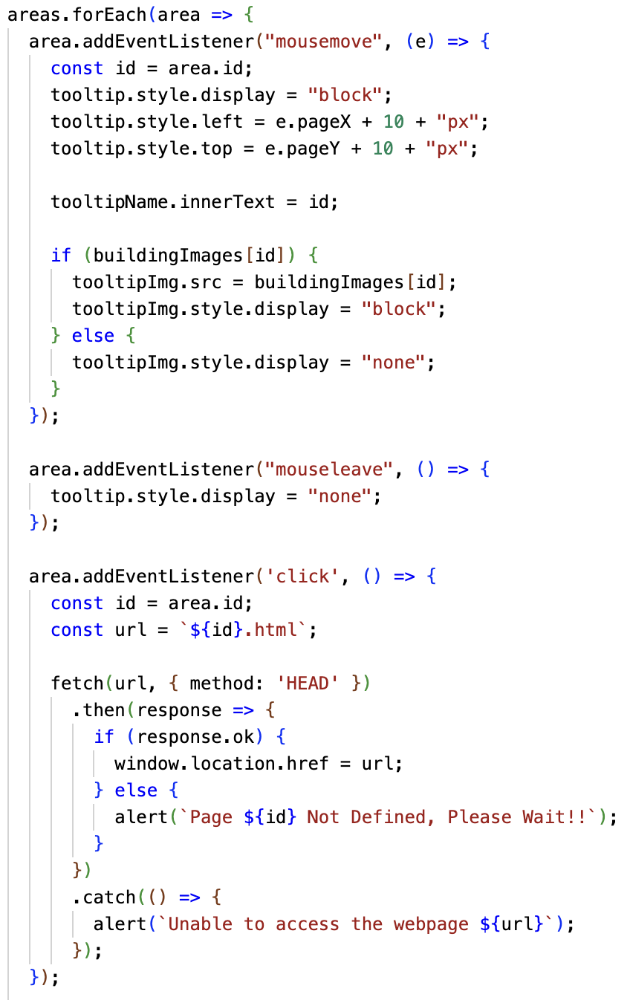 areas.forEach(area => {
  area.addEventListener("mousemove", (e) => {
    const id = area.id;
    tooltip.style.display = "block";
    tooltip.style.left = e.pageX + 10 + "px";
    tooltip.style.top = e.pageY + 10 + "px";

    tooltipName.innerText = id;

    if (buildingImages[id]) {
      tooltipImg.src = buildingImages[id];
      tooltipImg.style.display = "block";
    } else {
      tooltipImg.style.display = "none";
    }
  });

  area.addEventListener("mouseleave", () => {
    tooltip.style.display = "none";
  });

  area.addEventListener('click', () => {
    const id = area.id;
    const url = `${id}.html`;

    fetch(url, { method: 'HEAD' })
      .then(response => {
        if (response.ok) {
          window.location.href = url;
        } else {
          alert(`Page ${id} Not Defined, Please Wait!!`);
        }
      })
      .catch(() => {
        alert(`Unable to access the webpage ${url}`);
      });
  });